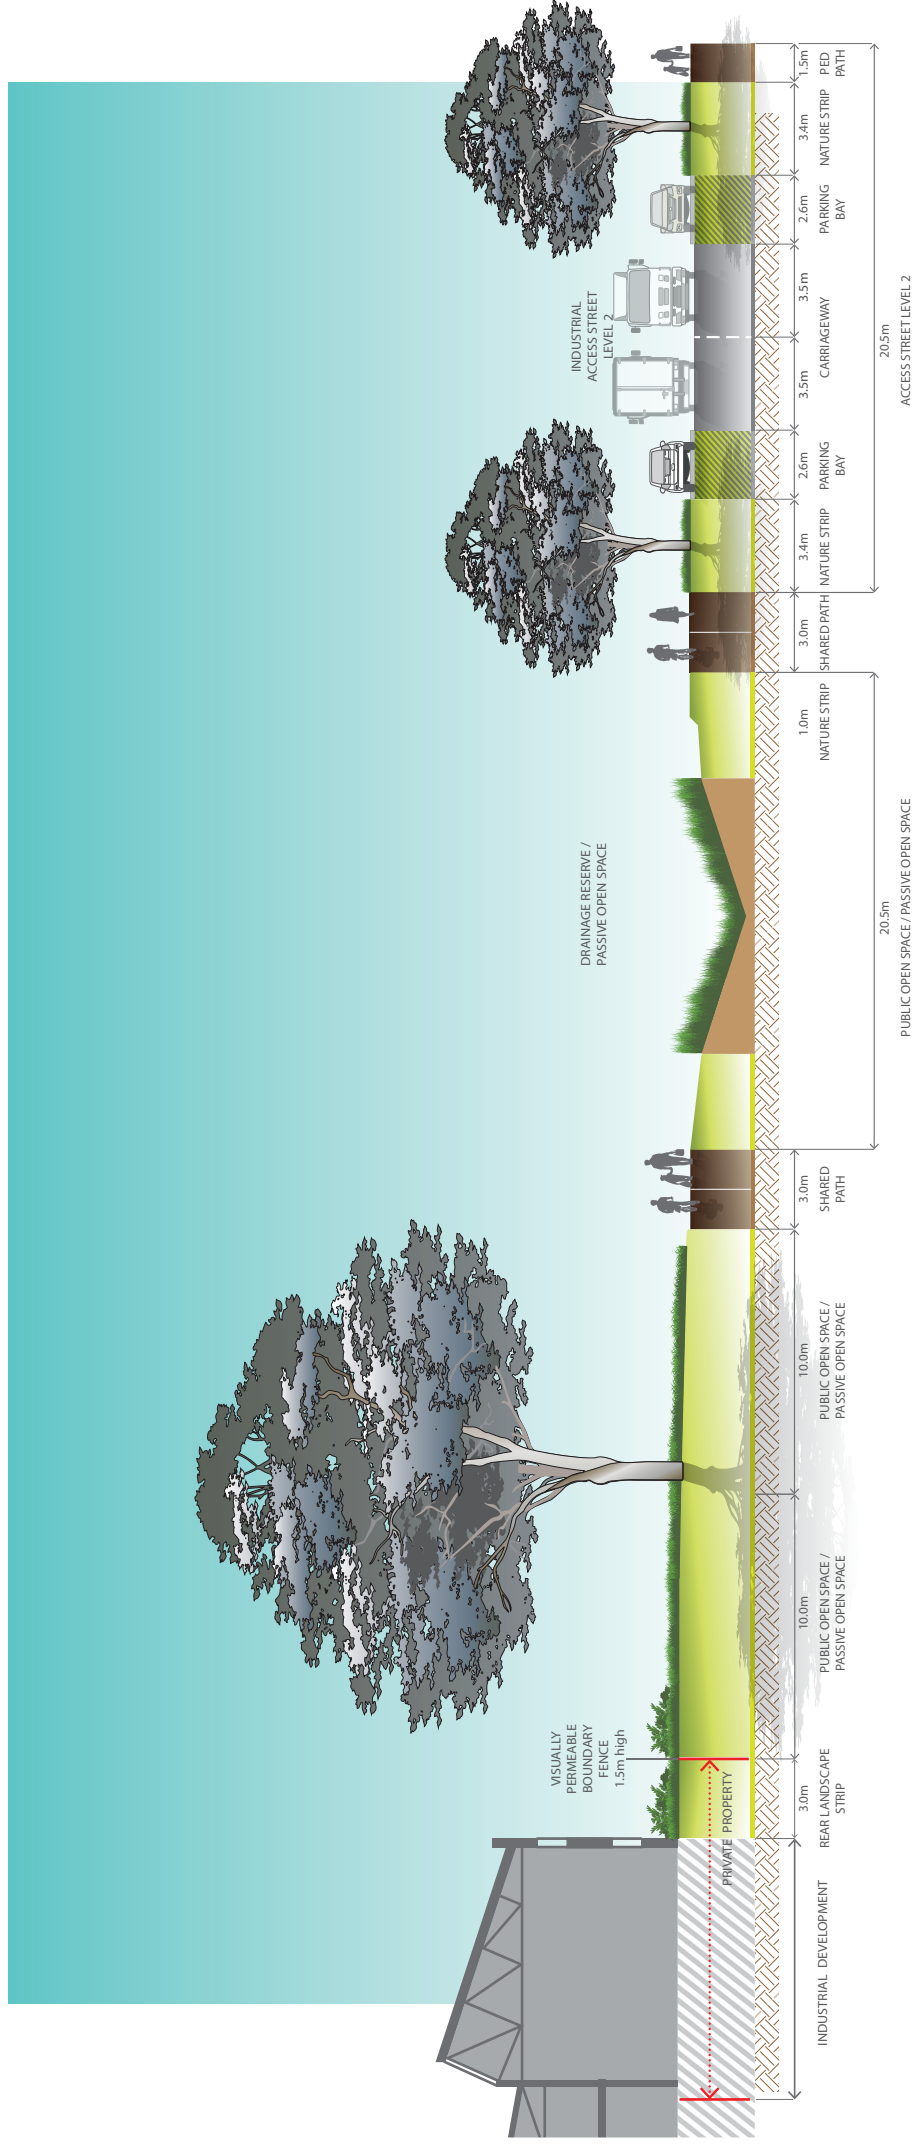 VISUALLY
PERMEABLE
BOUNDARY
FENCE
1.5m high
DRAINAGE RESERVE /
PASSIVE OPEN SPACE
INDUSTRIAL
ACCESS STREET
LEVEL 2
PRIVATE PROPERTY
INDUSTRIAL DEVELOPMENT
3.0m
REAR LANDSCAPE
STRIP
10.0m
PUBLIC OPEN SPACE /
PASSIVE OPEN SPACE
10.0m
PUBLIC OPEN SPACE /
PASSIVE OPEN SPACE
3.0m
SHARED
PATH
1.0m
NATURE STRIP
3.0m
SHARED PATH
3.4m
NATURE STRIP
2.6m
PARKING
BAY
3.5m
3.5m
CARRIAGEWAY
2.6m
PARKING
BAY
3.4m
NATURE STRIP
1.5m
PED
PATH
20.5m
PUBLIC OPEN SPACE / PASSIVE OPEN SPACE
20.5m
ACCESS STREET LEVEL 2